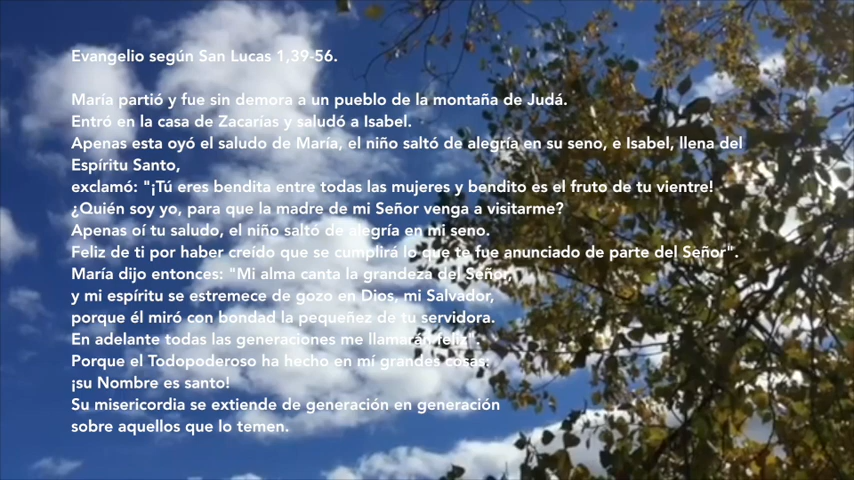 Evangelio según San Lucas 1,39-56.
María partió y fue sin demora a un pueblo de la montaña de Judá.
Entró en la casa de Zacarías y saludó a Isabel.
Apenas esta oyó el saludo de María, el niño saltó de alegría en su seno, e Isabel, llena del
Espíritu Santo,
exclamó: "¡Tú eres bendita entre todas las mujeres y bendito es el fruto de tu vientre!
¿Quién soy yo, para que la madre de mi Señor venga a visitarme?
Apenas oí tu saludo, el niño saltó de alegría en mi seno.
Feliz de ti por haber creído que se cumplirá lo que te fue anunciado de parte del Señor".
María dijo entonces: "Mi alma canta la grandeza del Señor,
y mi espíritu se estremece de gozo en Dios, mi Salvador,
porque él miró con bondad la pequeñez de tu servidora.
En adelante todas las generaciones me llamarán feliz".
Porque el Todopoderoso ha hecho en mí grandes cosas:
¡su Nombre es santo!
Su misericordia se extiende de generación en generación
sobre aquellos que lo temen.